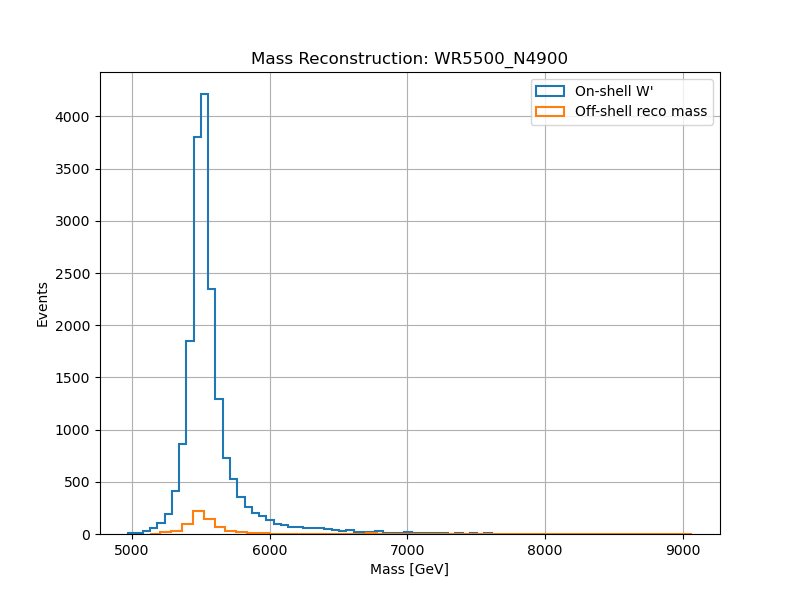 Mass Reconstruction: WR5500_N4900
On-shell W'
Off-shell reco mass
4000
3500
3000
2500
2000
1500
1000
500
0
Events
5000 6000 7000 8000 9000
Mass [GeV]